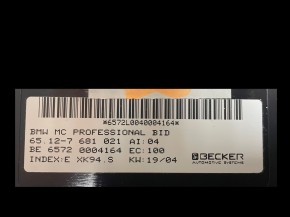 *6572L0040004164*
BMW MC PROFESSIONAL BID
65.12-7 681 021 AI:04
BE 6572 0004164 EC:100
INDEX:E XK94.S KW:19/04
BECKER
AUTOMOTIVE SYSTEMS